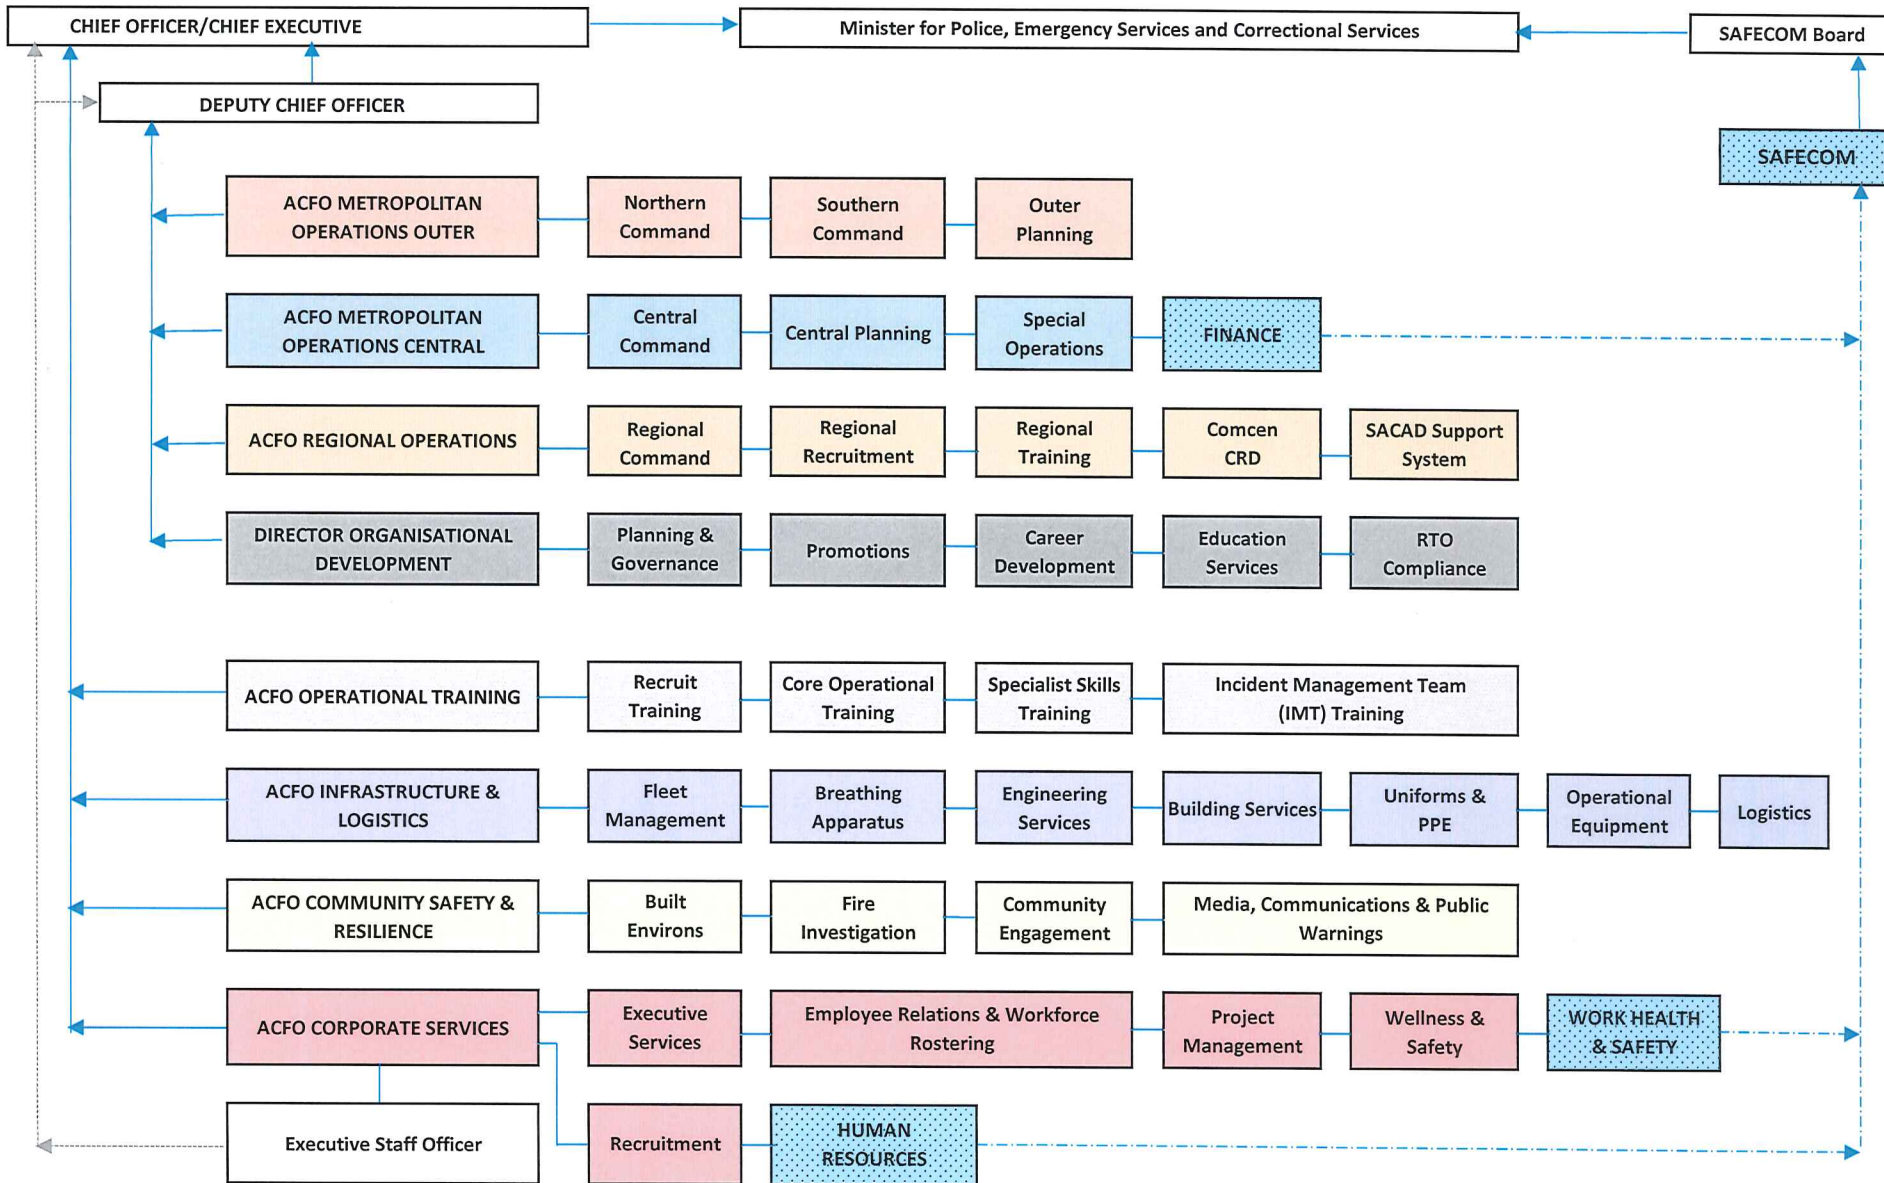 CHIEF OFFICER/CHIEF EXECUTIVE
Minister for Police, Emergency Services and Correctional Services
SAFECOM Board
DEPUTY CHIEF OFFICER
SAFECOM
ACFO METROPOLITAN
OPERATIONS OUTER
Northern
Command
Southern
Command
Outer
Planning
ACFO METROPOLITAN
OPERATIONS CENTRAL
Central
Command
Central Planning
Special
Operations
FINANCE
ACFO REGIONAL OPERATIONS
Regional
Command
Regional
Recruitment
Regional
Training
Comcen
CRD
SACAD Support
System
DIRECTOR ORGANISATIONAL
DEVELOPMENT
Planning &
Governance
Promotions
Career
Development
Education
Services
RTO
Compliance
ACFO OPERATIONAL TRAINING
Recruit
Training
Core Operational
Training
Specialist Skills
Training
Incident Management Team
(IMT) Training
ACFO INFRASTRUCTURE &
LOGISTICS
Fleet
Management
Breathing
Apparatus
Engineering
Services
Building Services
Uniforms &
PPE
Operational
Equipment
Logistics
ACFO COMMUNITY SAFETY &
RESILIENCE
Built
Environs
Fire
Investigation
Community
Engagement
Media, Communications & Public
Warnings
ACFO CORPORATE SERVICES
Executive
Services
Employee Relations & Workforce
Rostering
Project
Management
Wellness &
Safety
WORK HEALTH
& SAFETY
Executive Staff Officer
Recruitment
HUMAN
RESOURCES